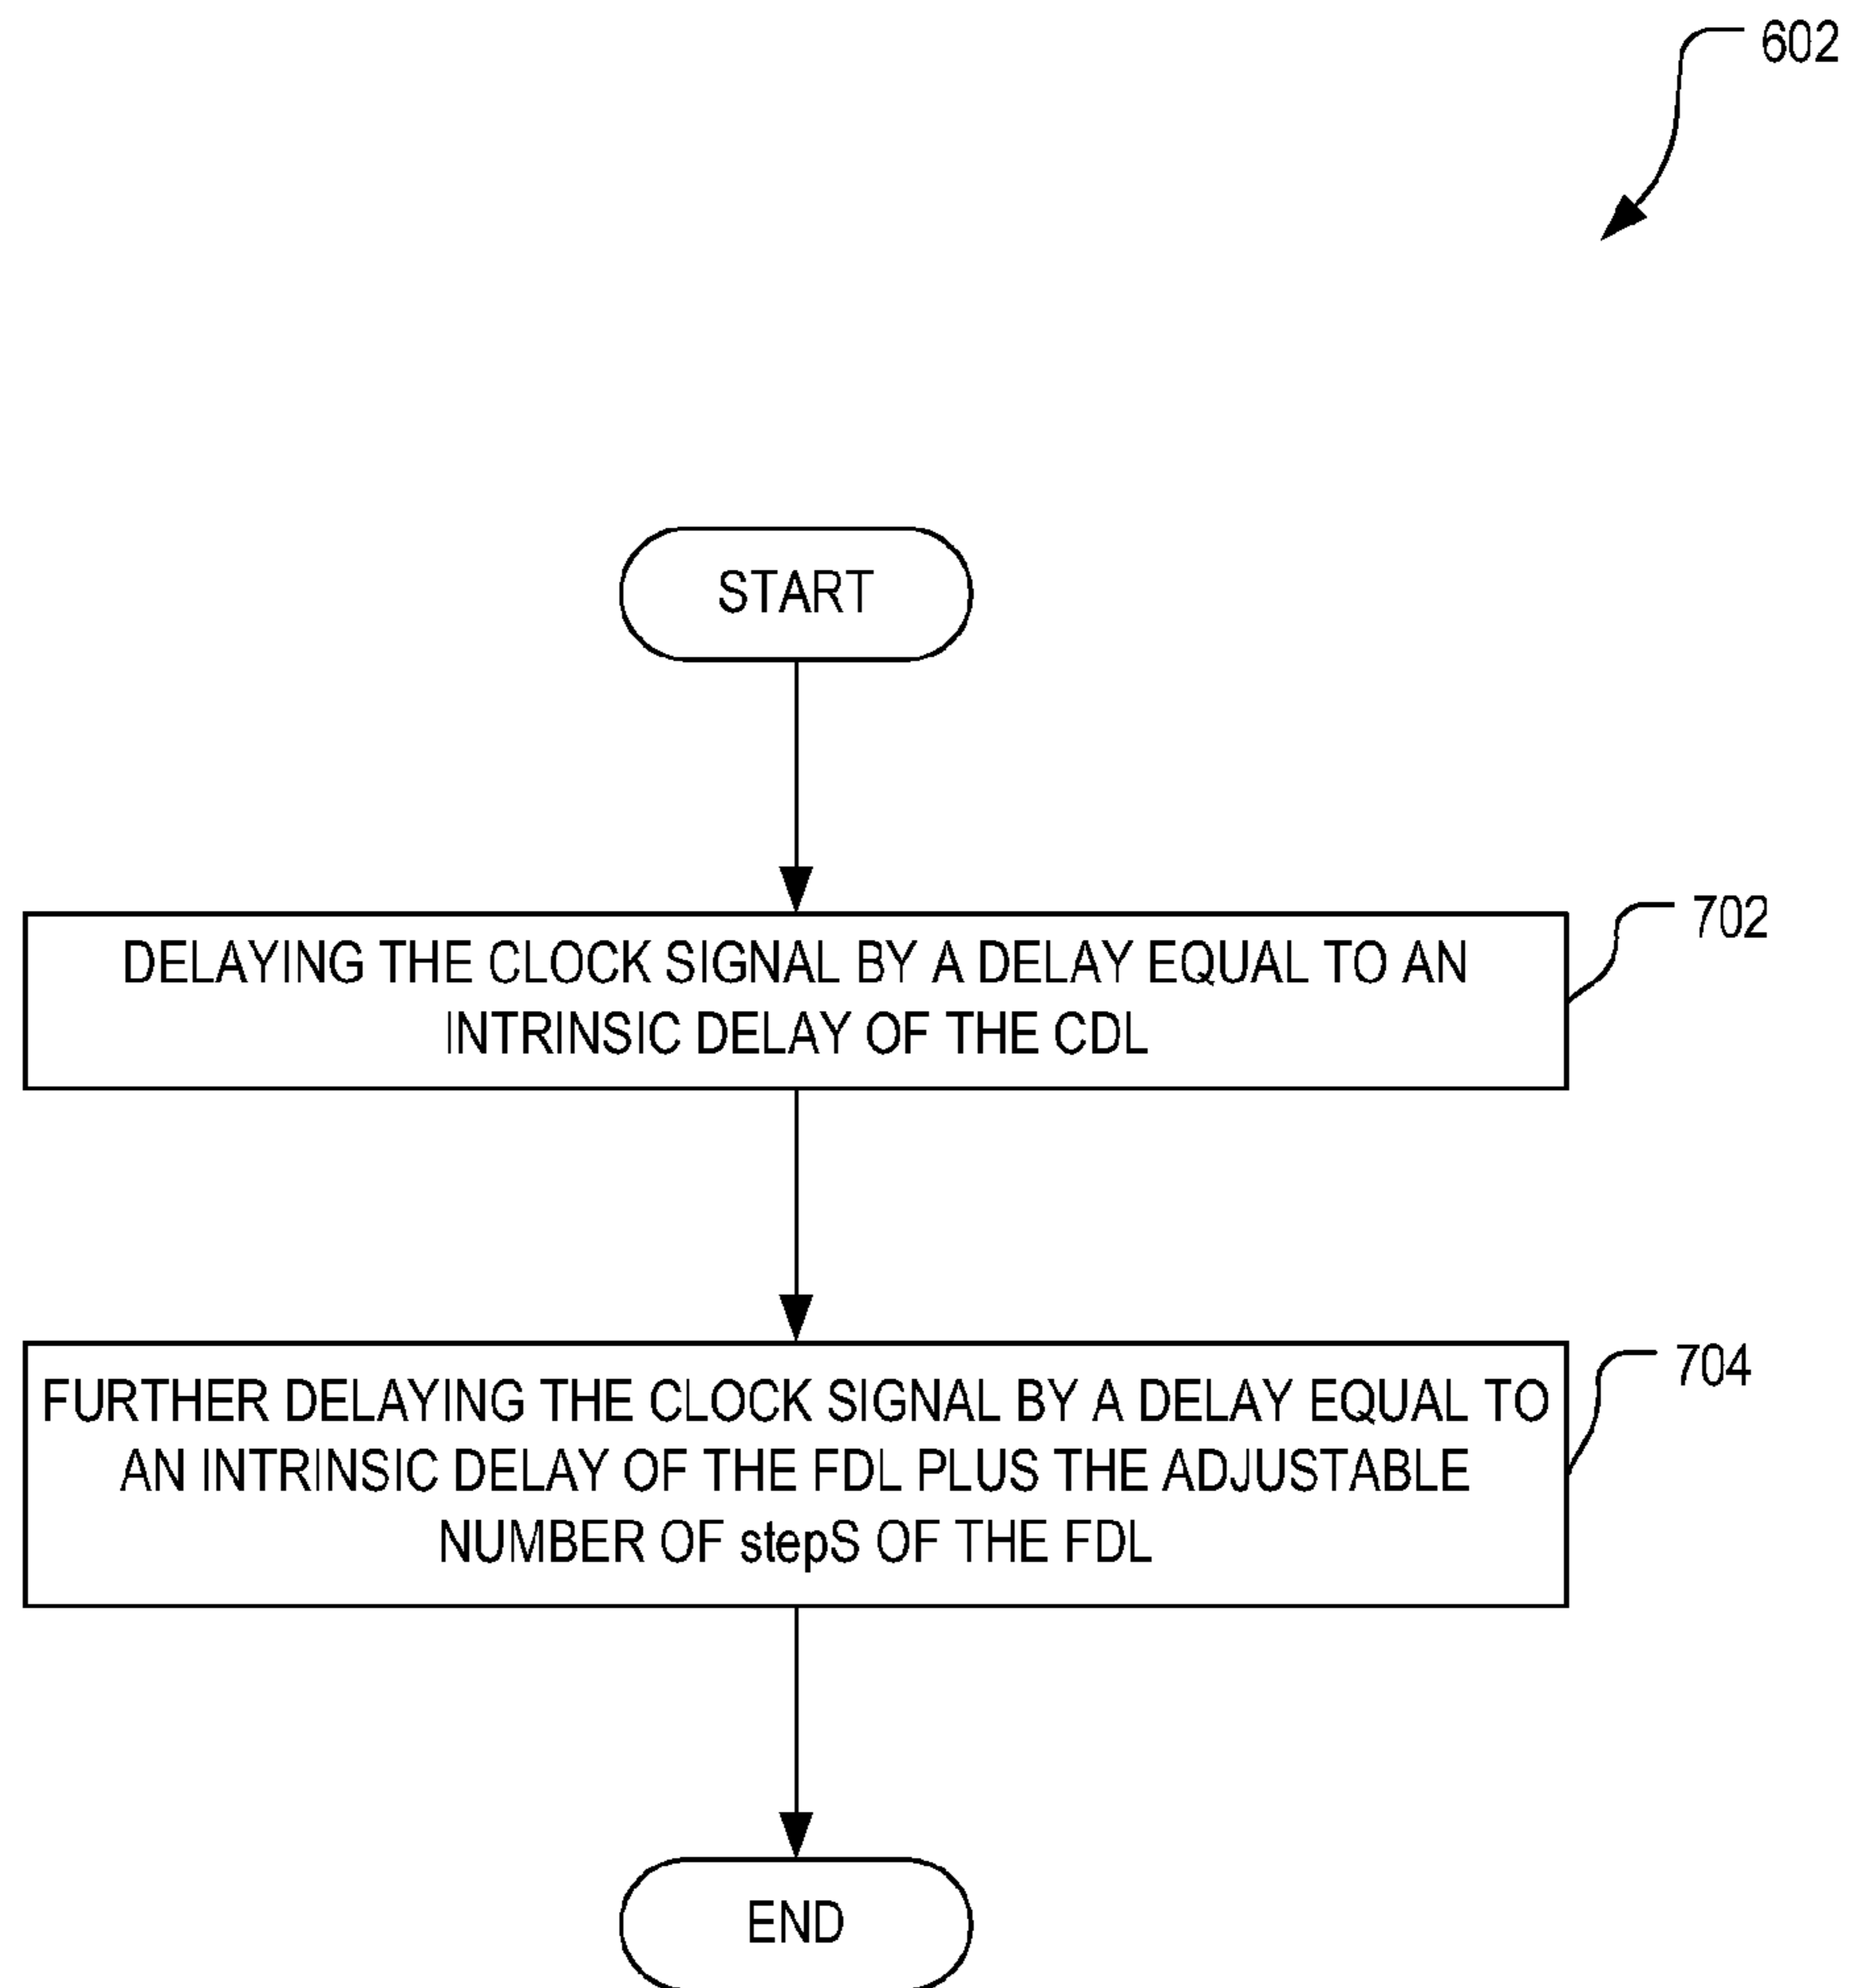 602
START
DELAYING THE CLOCK SIGNAL BY A DELAY EQUAL TO AN
INTRINSIC DELAY OF THE CDL
702
FURTHER DELAYING THE CLOCK SIGNAL BY A DELAY EQUAL TO
AN INTRINSIC DELAY OF THE FDL PLUS THE ADJUSTABLE
NUMBER OF stepS OF THE FDL
704
END